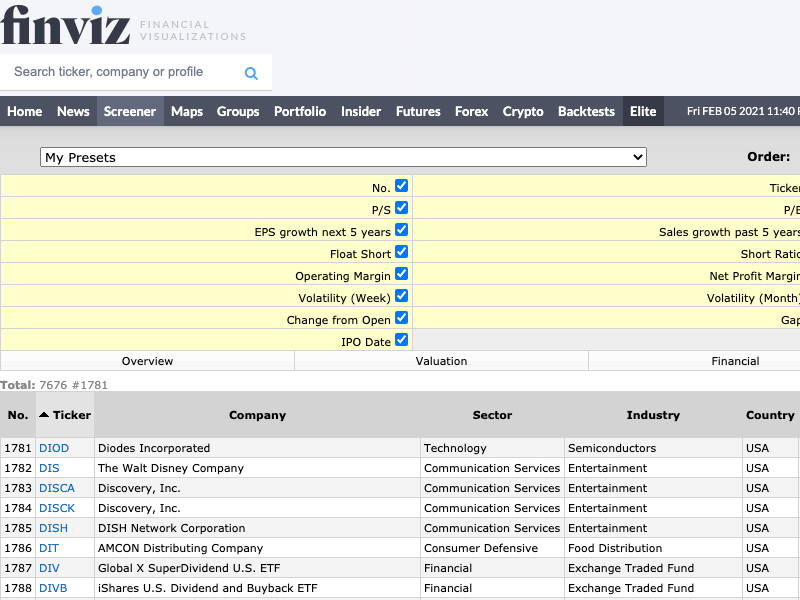 finviz FINANCIAL VISUALIZATIONS
Search ticker, company or profile
Home News Screener Maps Groups Portfolio Insider Futures Forex Crypto Backtests Elite Fri FEB 05 2021 11:40
My Presets Order:
No. Ticker
P/S P/E
EPS growth next 5 years Sales growth past 5 years
Float Short Short Ratio
Operating Margin Net Profit Margin
Volatility (Week) Volatility (Month)
Change from Open Gap
IPO Date
Overview Valuation Financial
Total: 7676 #1781
No. Ticker Company Sector Industry Country
1781 DIOD Diodes Incorporated Technology Semiconductors USA
1782 DIS The Walt Disney Company Communication Services Entertainment USA
1783 DISCA Discovery, Inc. Communication Services Entertainment USA
1784 DISCK Discovery, Inc. Communication Services Entertainment USA
1785 DISH DISH Network Corporation Communication Services Entertainment USA
1786 DIT AMCON Distributing Company Consumer Defensive Food Distribution USA
1787 DIV Global X SuperDividend U.S. ETF Financial Exchange Traded Fund USA
1788 DIVB iShares U.S. Dividend and Buyback ETF Financial Exchange Traded Fund USA